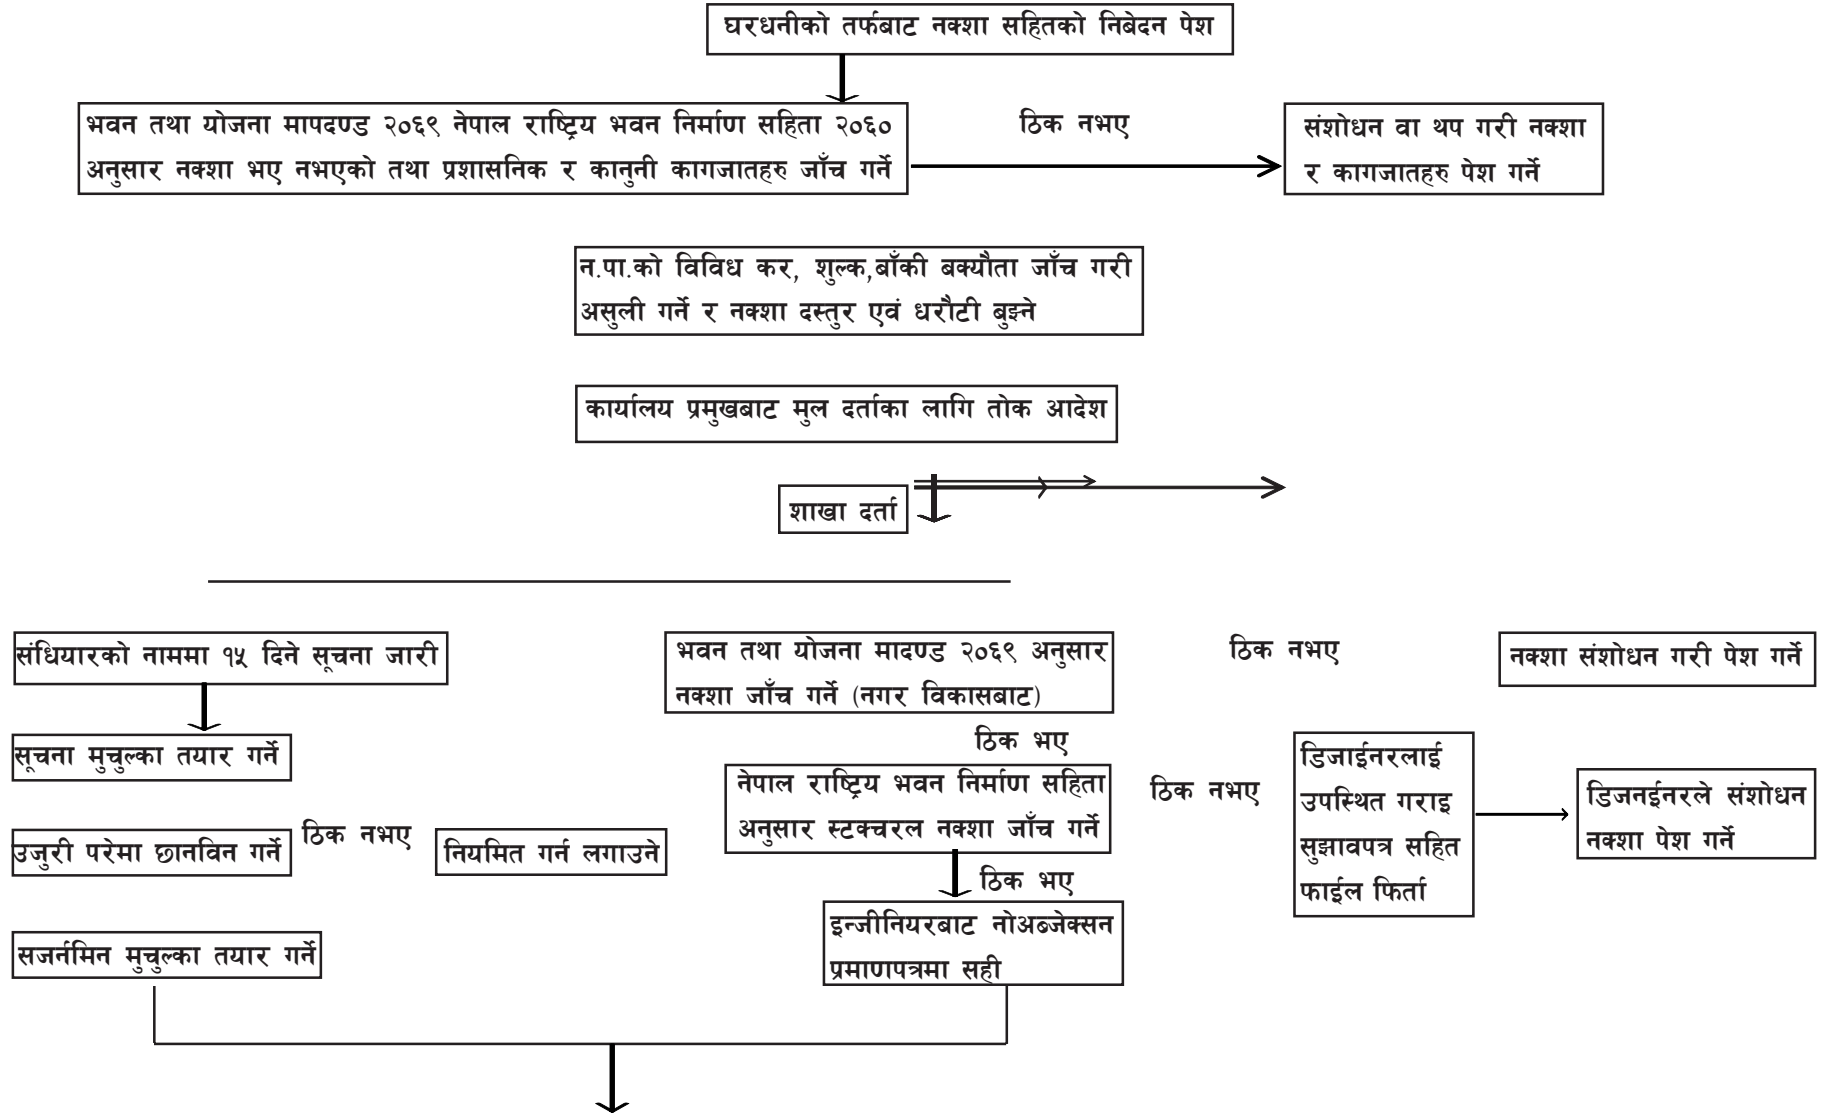 घरधनीको तर्फबाट नक्शा सहितको निबेदन पेश
भवन तथा योजना मापदण्ड २०६९ नेपाल राष्ट्रिय भवन निर्माण सहिता २०६०
अनुसार नक्शा भए नभएको तथा प्रशासनिक र कानुनी कागजातहरु जाँच गर्ने
ठिक नभए
संशोधन वा थप गरी नक्शा
र कागजातहरु पेश गर्ने
न.पा.को विविध कर, शुल्क,बाँकी बक्यौता जाँच गरी
असुली गर्ने र नक्शा दस्तुर एवं धरौटी बुझ्ने
कार्यालय प्रमुखबाट मुल दर्ताका लागि तोक आदेश
शाखा दर्ता
संधियारको नाममा १५ दिने सूचना जारी
भवन तथा योजना मादण्ड २०६९ अनुसार
नक्शा जाँच गर्ने (नगर विकासबाट)
ठिक नभए
नक्शा संशोधन गरी पेश गर्ने
ठिक भए
सूचना मुचुल्का तयार गर्ने
नेपाल राष्ट्रिय भवन निर्माण सहिता
अनुसार स्टक्चरल नक्शा जाँच गर्ने
ठिक नभए
डिजाईनरलाई
उपस्थित गराइ
सुझावपत्र सहित
फाईल फिर्ता
डिजनईनरले संशोधन
नक्शा पेश गर्ने
उजुरी परेमा छानविन गर्ने
ठिक नभए
नियमित गर्न लगाउने
ठिक भए
इन्जीनियरबाट नोअब्जेक्सन
प्रमाणपत्रमा सही
सजर्नमिन मुचुल्का तयार गर्ने